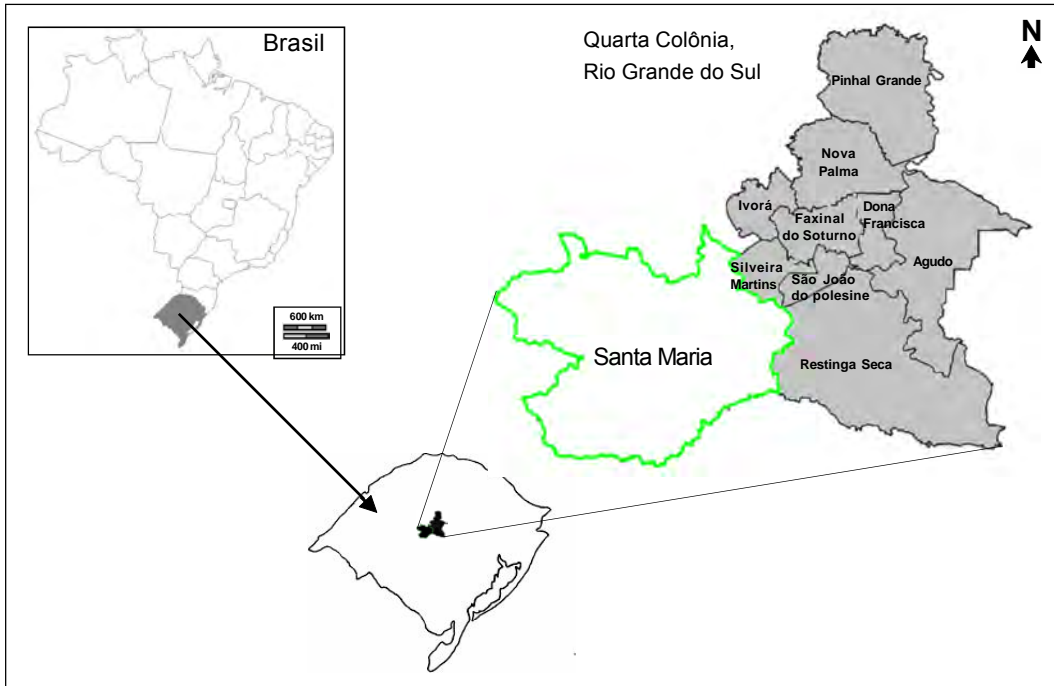 Brasil
600 km
400 mi
Quarta Colônia,
Rio Grande do Sul
N
Pinhal Grande
Nova
Palma
Ivorá
Faxinal
do Soturno
Dona
Francisca
Agudo
Silveira
Martins
São João
do polesine
Santa Maria
Restinga Seca